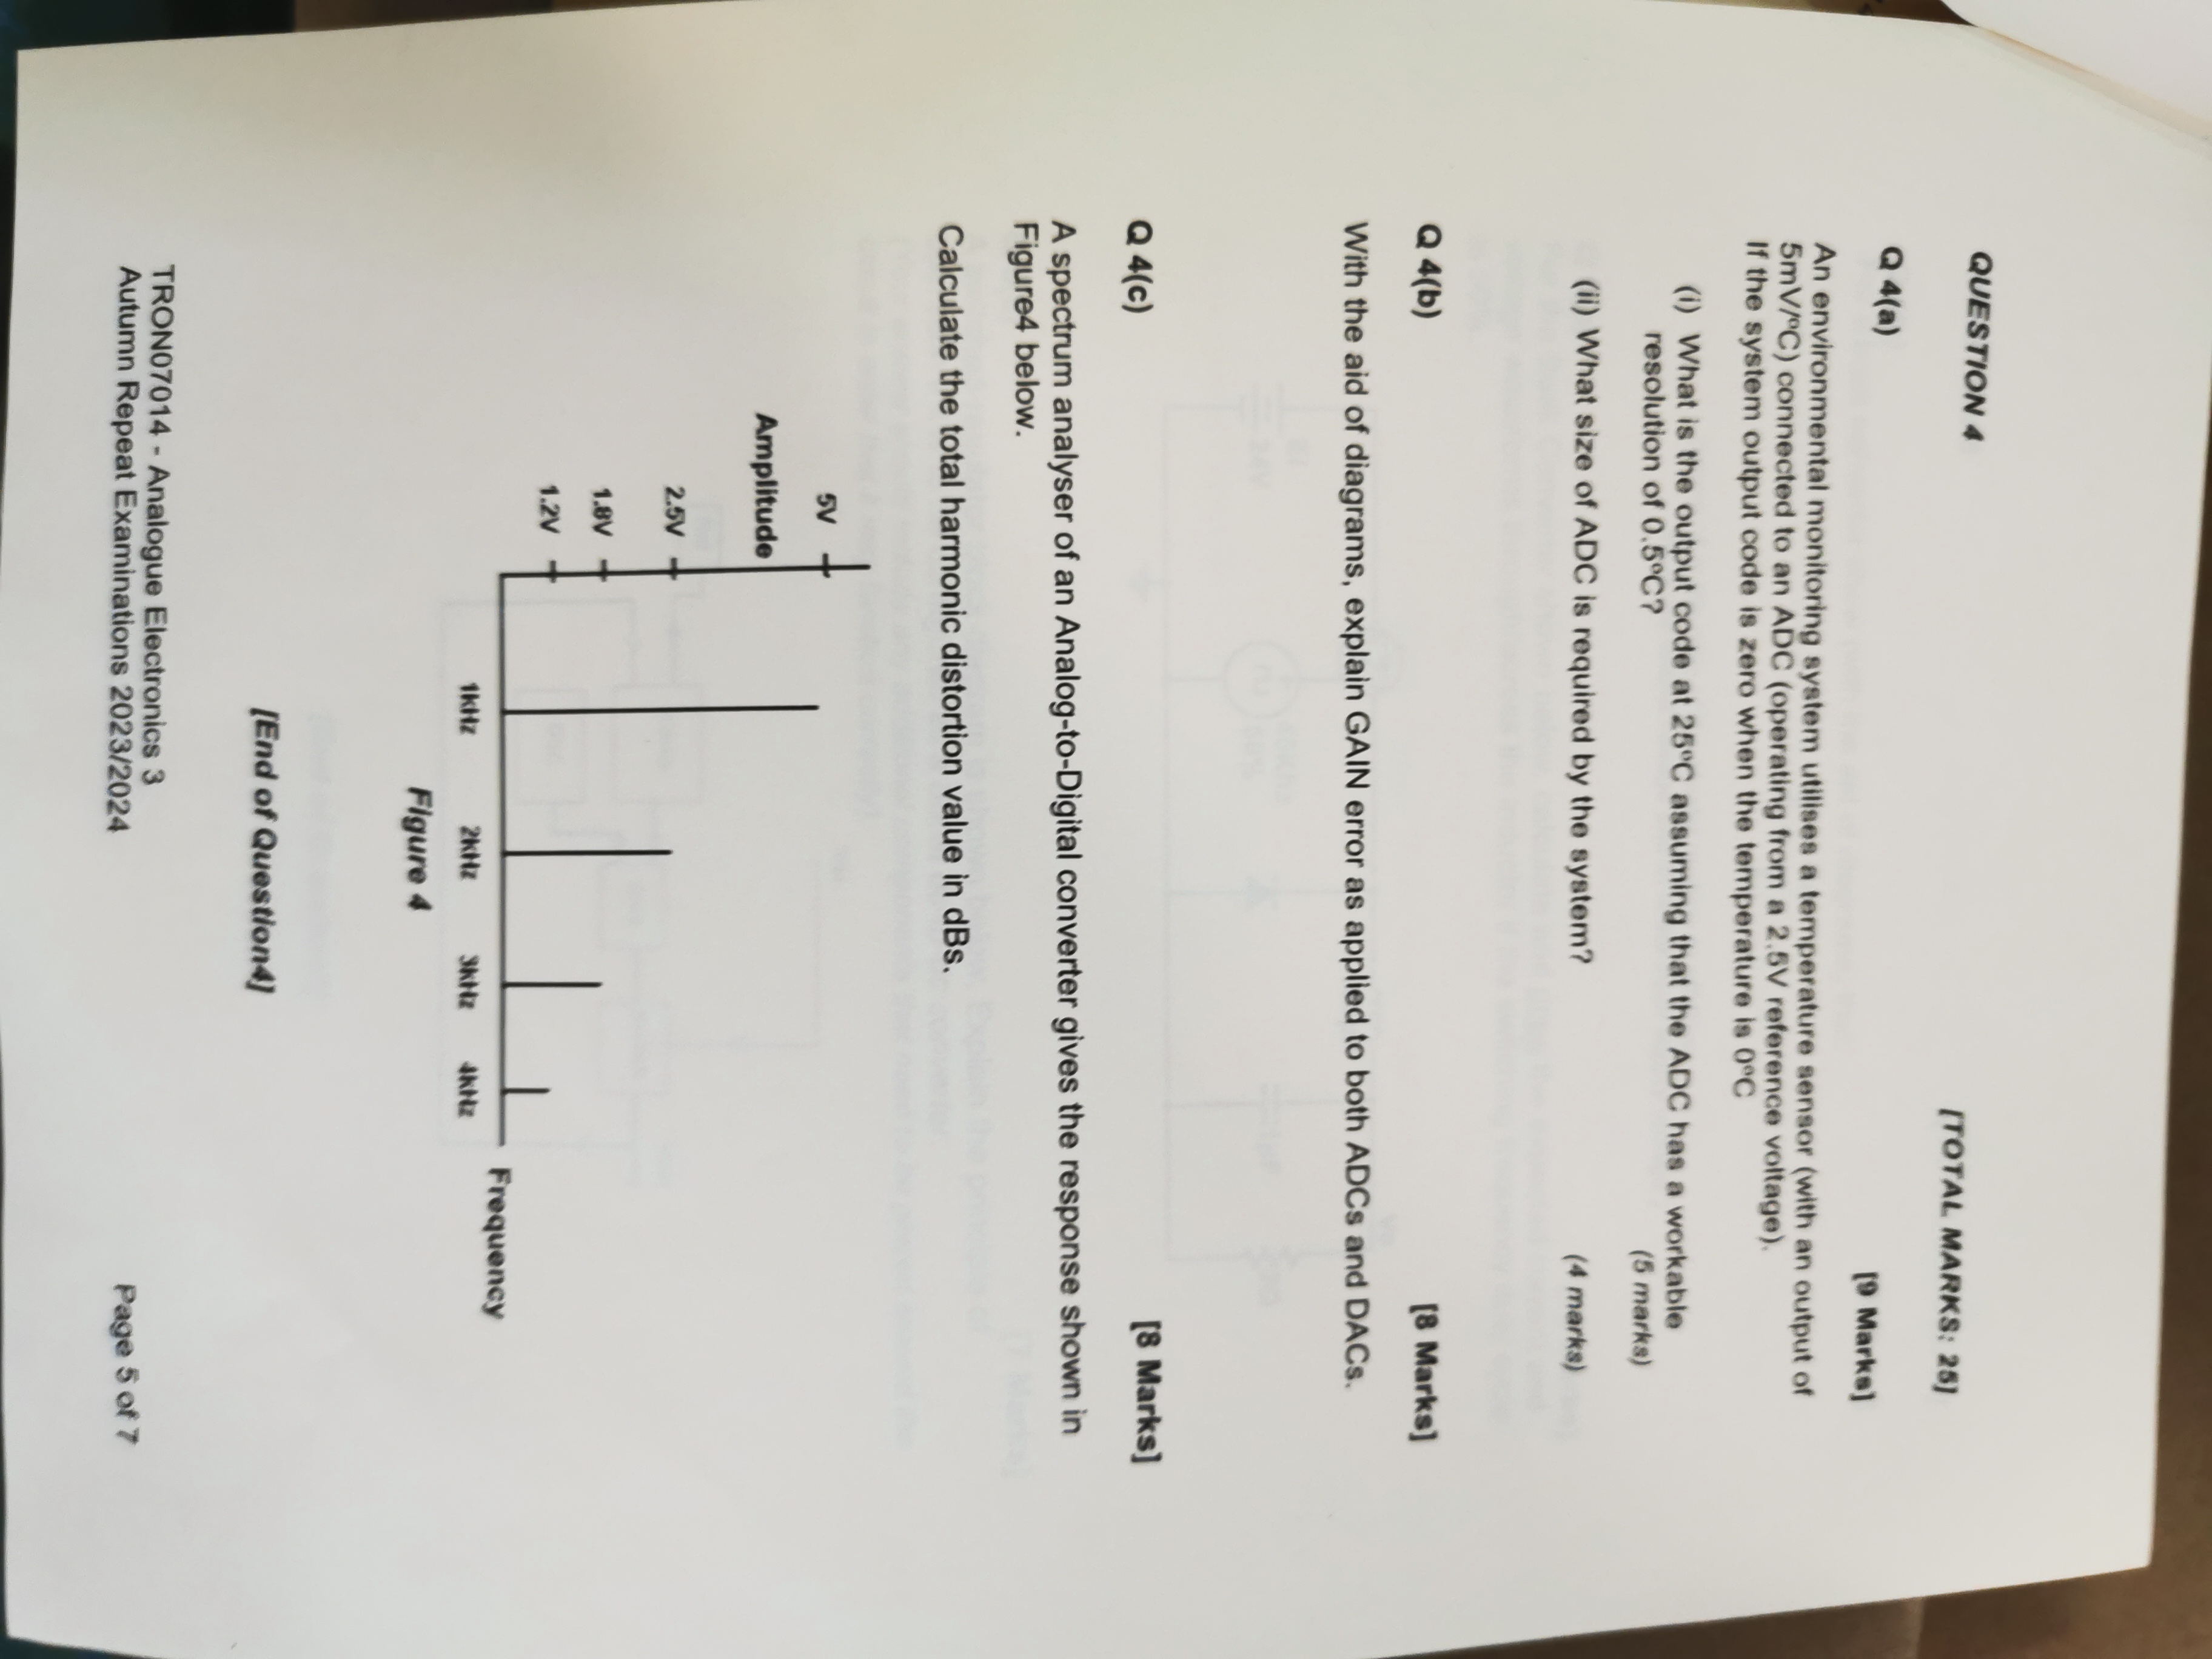 QUESTION 4
[TOTAL MARKS: 25]
Q 4(a)
[9 Marks]
An environmental monitoring system utilises a temperature sensor (with an output of
5mV/ºC) connected to an ADC (operating from a 2.5V reference voltage).
If the system output code is zero when the temperature is 0ºC
(i) What is the output code at 25ºC assuming that the ADC has a workable
resolution of 0.5ºC?
(5 marks)
(ii) What size of ADC is required by the system?
(4 marks)
Q 4(b)
[8 Marks]
With the aid of diagrams, explain GAIN error as applied to both ADCs and DACs.
Q 4(c)
[8 Marks]
A spectrum analyser of an Analog-to-Digital converter gives the response shown in
Figure4 below.
Calculate the total harmonic distortion value in dBs.
5V
Amplitude
2.5V
1.8V
1.2V
Frequency
1kHz 2kHz 3kHz 4kHz
Figure 4
[End of Question4]
TRON07014 - Analogue Electronics 3
Autumn Repeat Examinations 2023/2024
Page 5 of 7